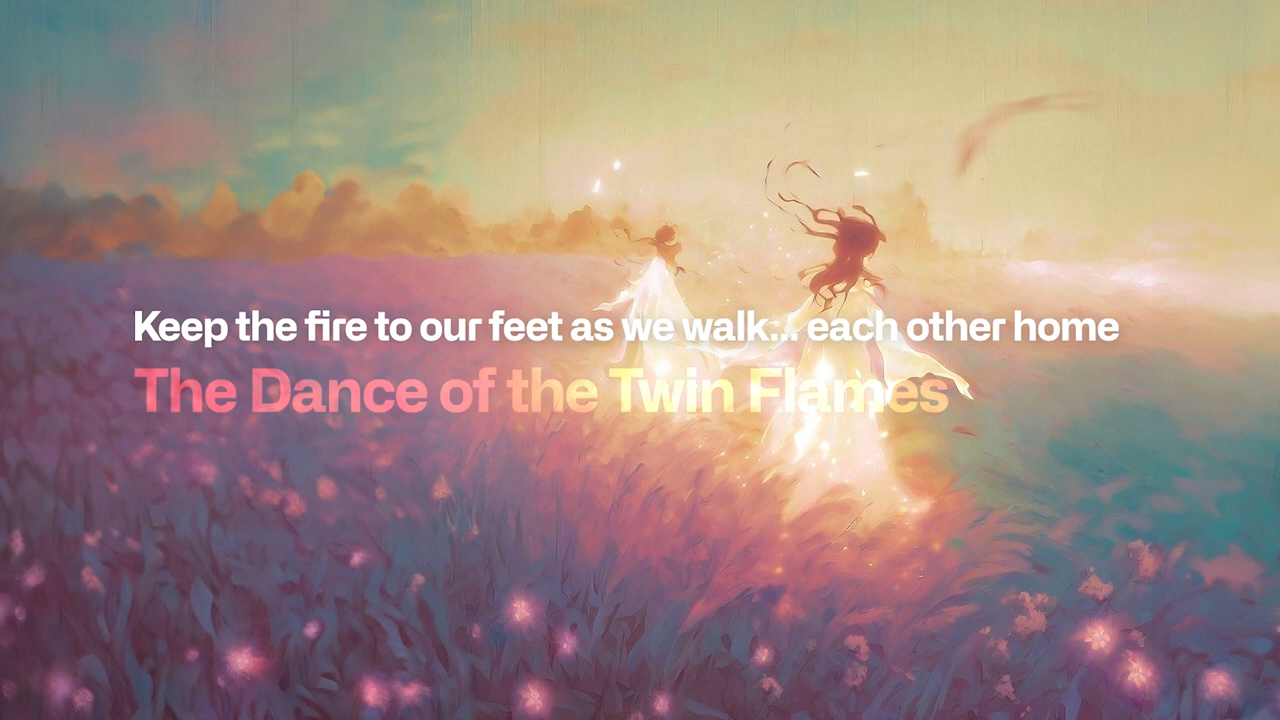 Keep the fire to our feet as we walk... each other home
The Dance of the Twin Flames